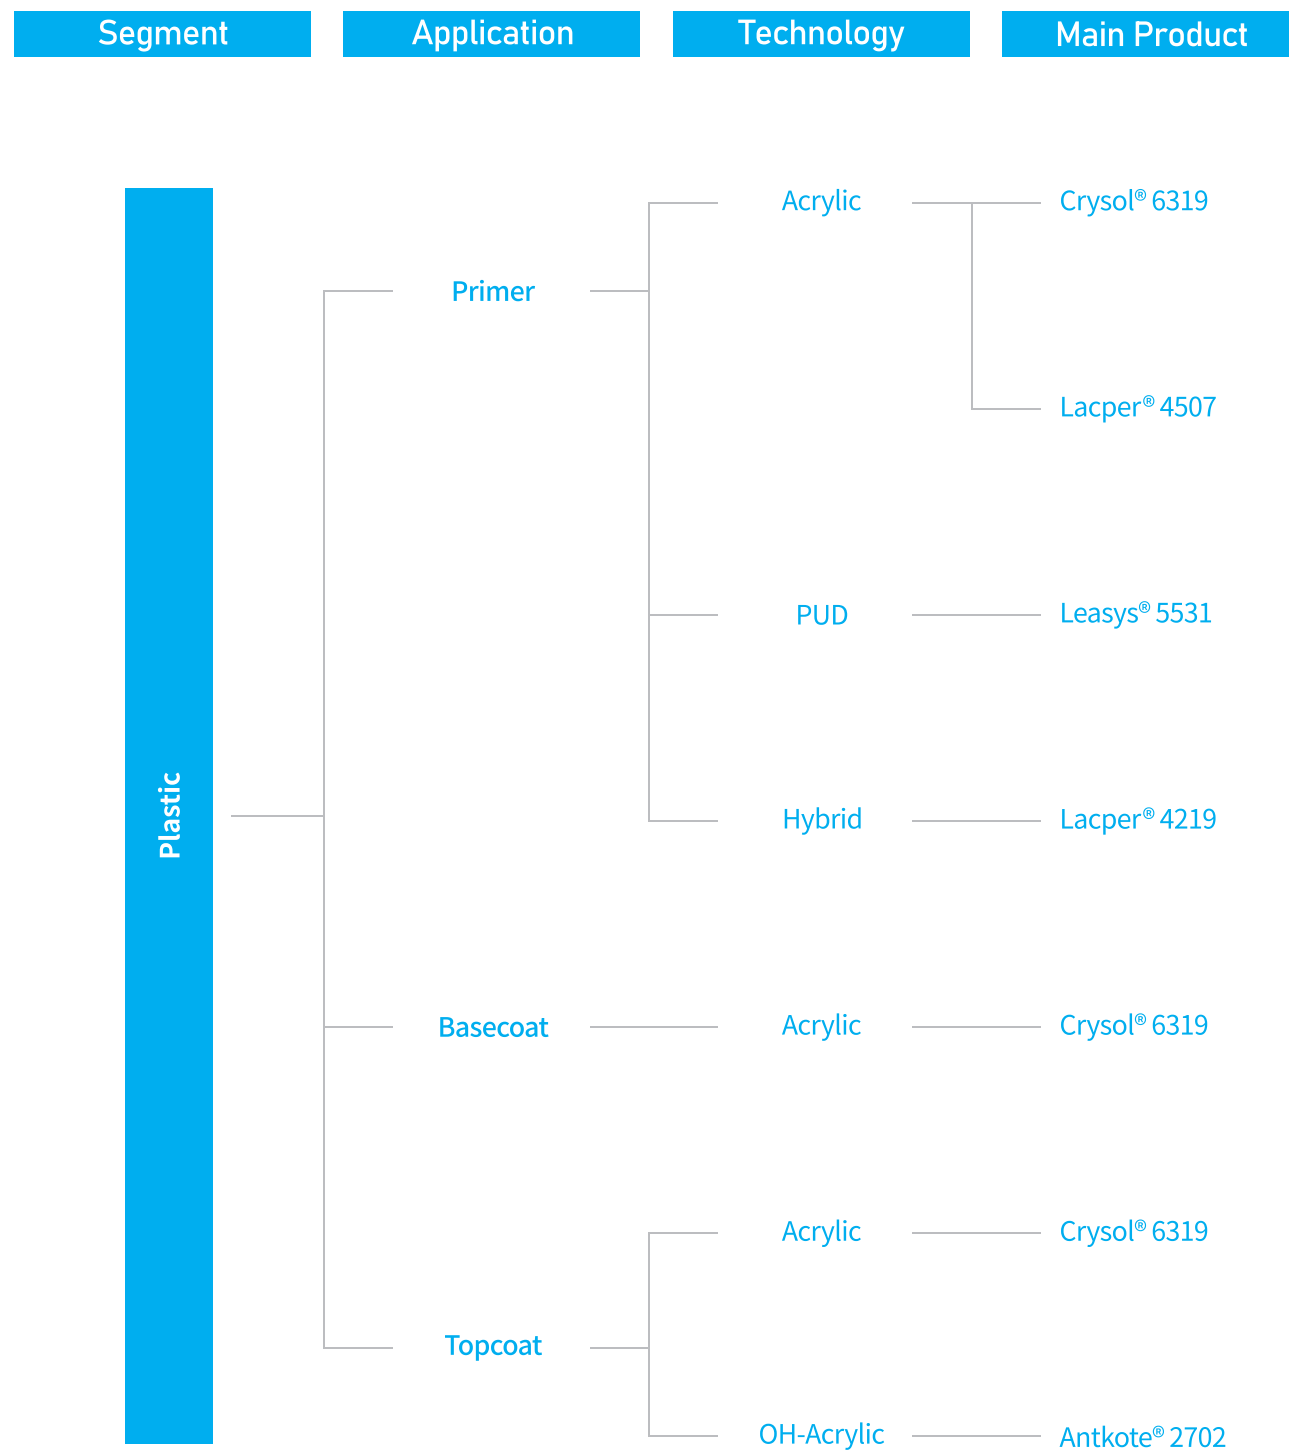 Segment
Application
Technology
Main Product
Plastic
Primer
Acrylic
Crysol® 6319
Lacper® 4507
PUD
Leasys® 5531
Hybrid
Lacper® 4219
Basecoat
Acrylic
Crysol® 6319
Topcoat
Acrylic
Crysol® 6319
OH-Acrylic
Antkote® 2702